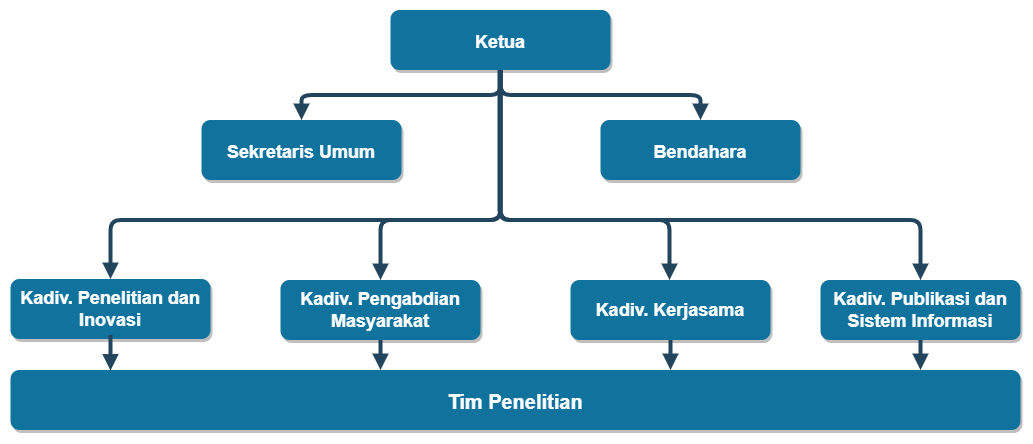 Ketua
Sekretaris Umum
Bendahara
Kadiv. Penelitian dan
Inovasi
Kadiv. Pengabdian
Masyarakat
Kadiv. Kerjasama
Kadiv. Publikasi dan
Sistem Informasi
Tim Penelitian